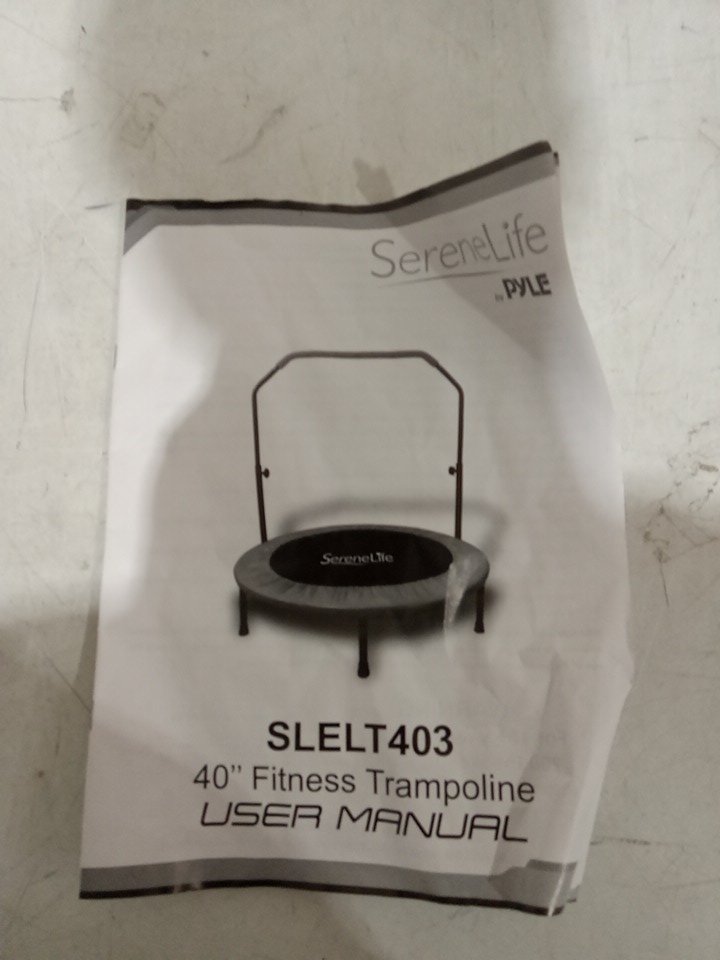 SereneLife
by PYLE
SereneLife
SLELT403
40” Fitness Trampoline
USER MANUAL